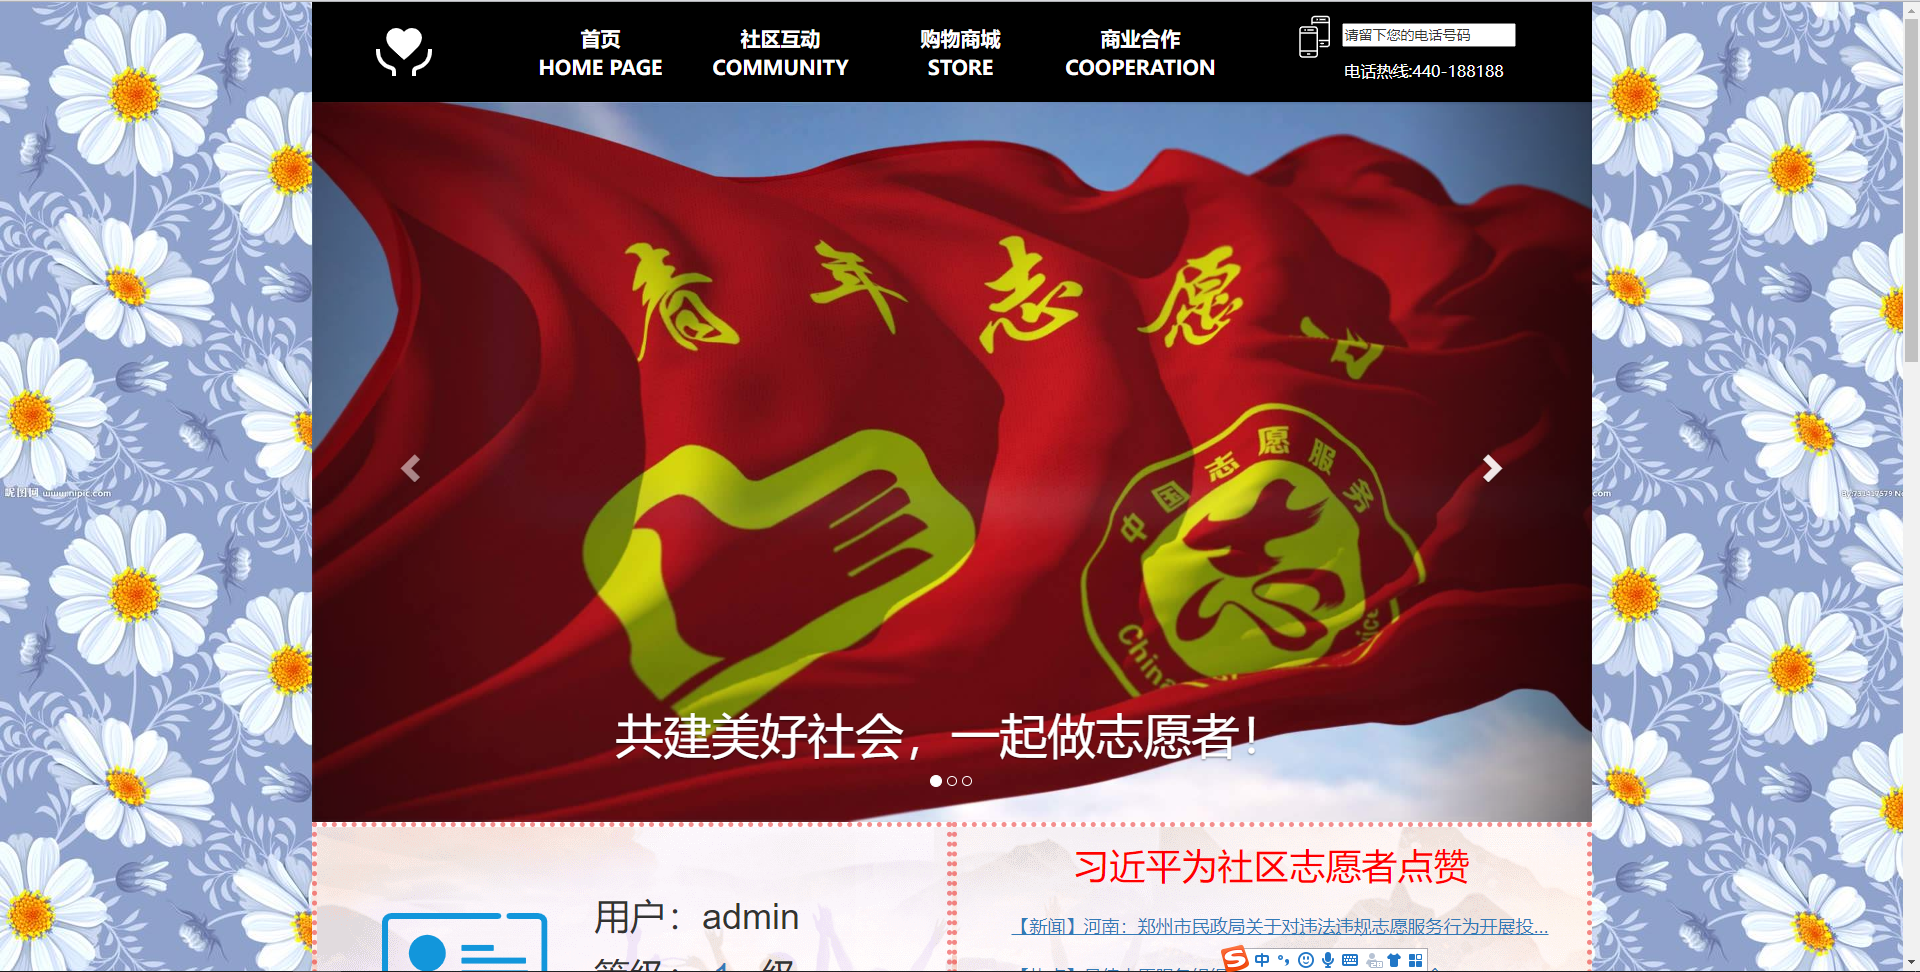 首页
HOME PAGE
社区互动
COMMUNITY
购物商城
STORE
商业合作
COOPERATION
请留下您的电话号码
电话热线:440-188188
青年志愿
中国志愿服务
China
共建美好社会，一起做志愿者！
昵图网 www.nipic.com
.com
习近平为社区志愿者点赞
用户：admin
【新闻】河南：郑州市民政局关于对违法违规志愿服务行为开展投...
中